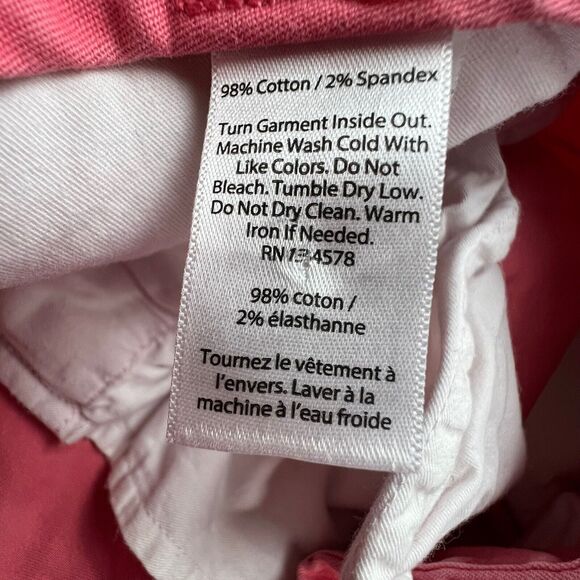 98% Cotton / 2% Spandex
Turn Garment Inside Out.
Machine Wash Cold With
Like Colors. Do Not
Bleach. Tumble Dry Low.
Do Not Dry Clean. Warm
Iron If Needed.
RN 134578
98% coton /
2% élasthanne
Tournez le vêtement à
l'envers. Laver à la
machine à l'eau froide